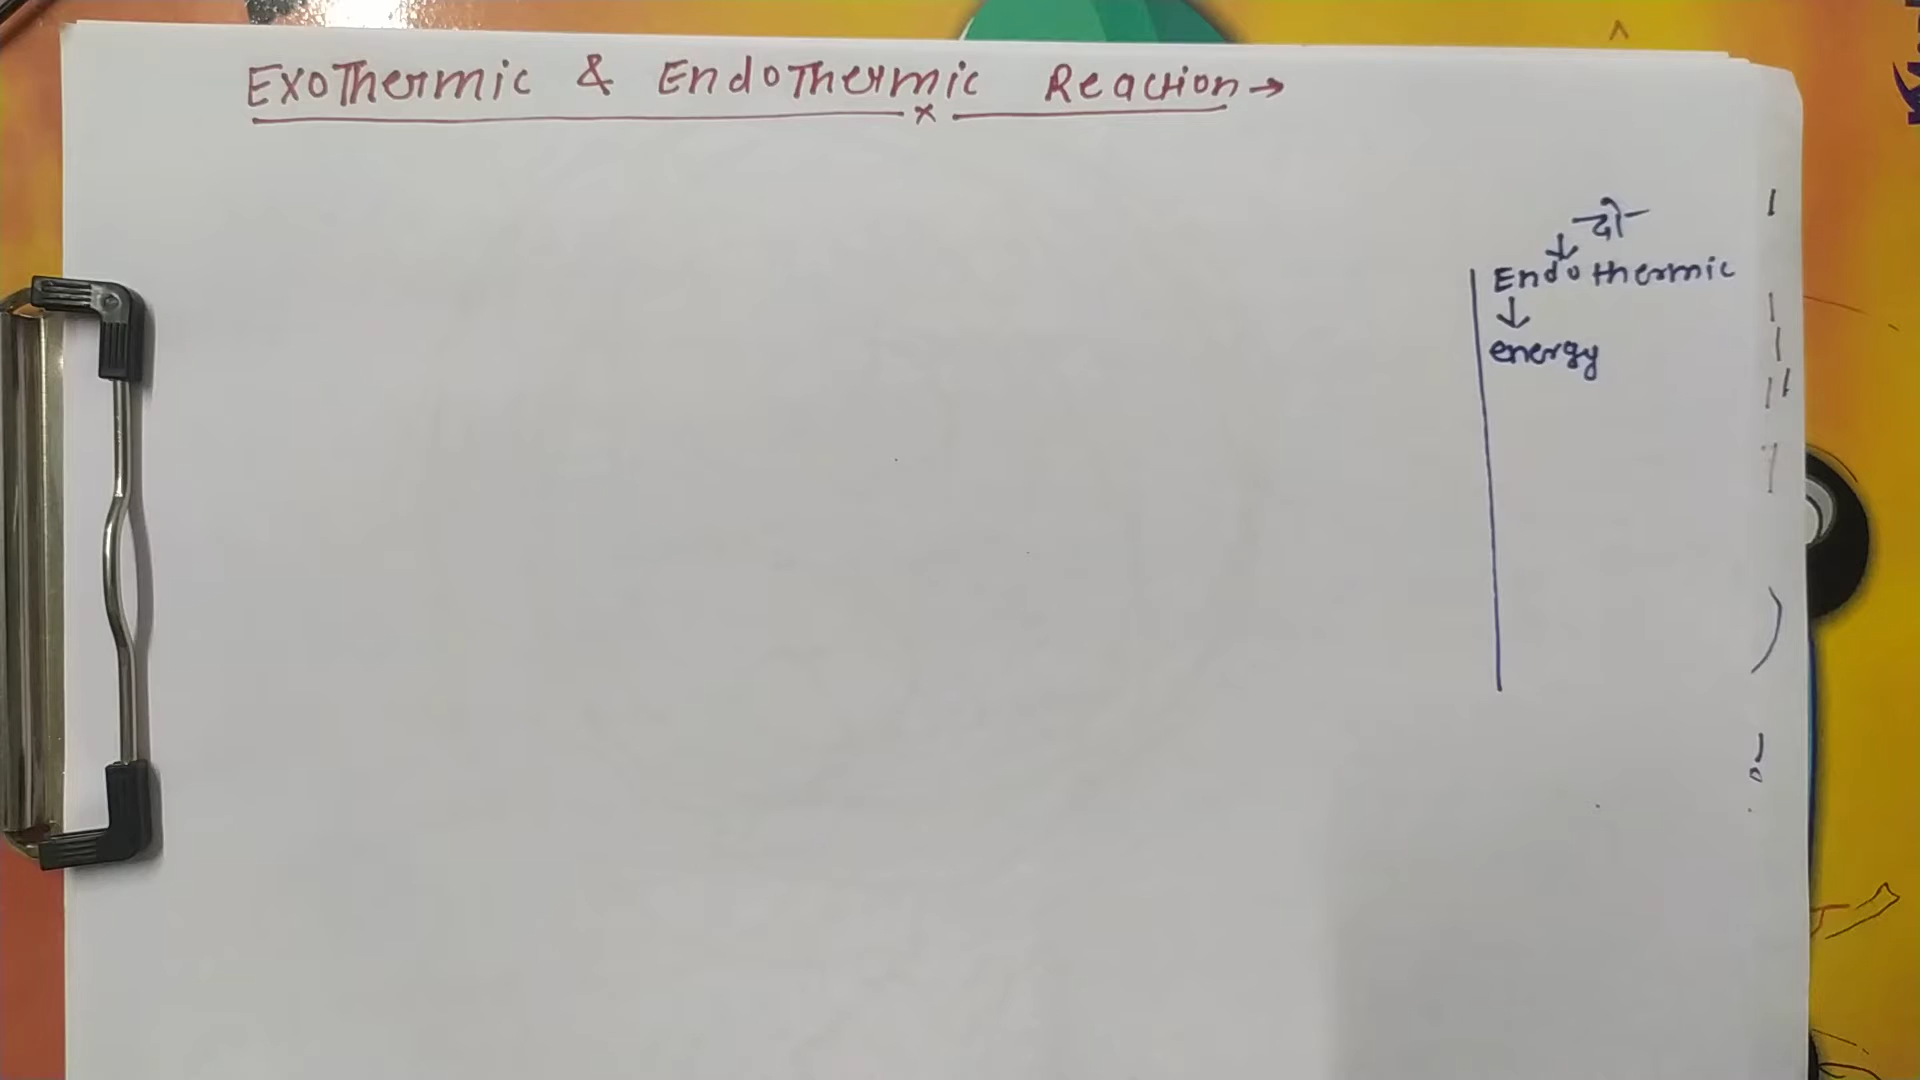 Exothermic & Endothermic Reaction →
x
दो
↓
Endothermic
↓
energy